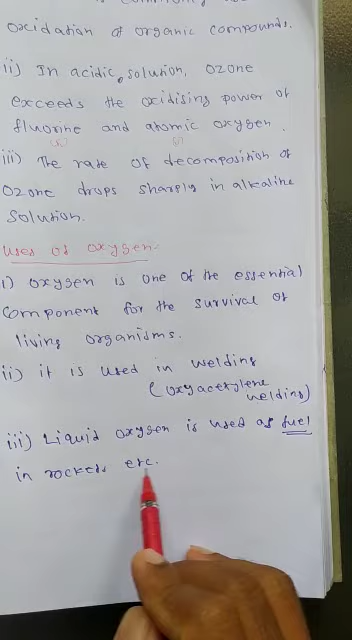 oxidation of organic compounds.
ii) In acidic solution, ozone
exceeds the oxidising power of
fluorine and atomic oxygen.
iii) The rate of decomposition of
ozone drops sharply in alkaline
solution.
Uses of oxygen:-
i) oxygen is one of the essential
component for the survival of
living organisms.
ii) it is used in welding
(oxyacetylene
welding)
iii) Liquid oxygen is used as fuel
in rockets etc.